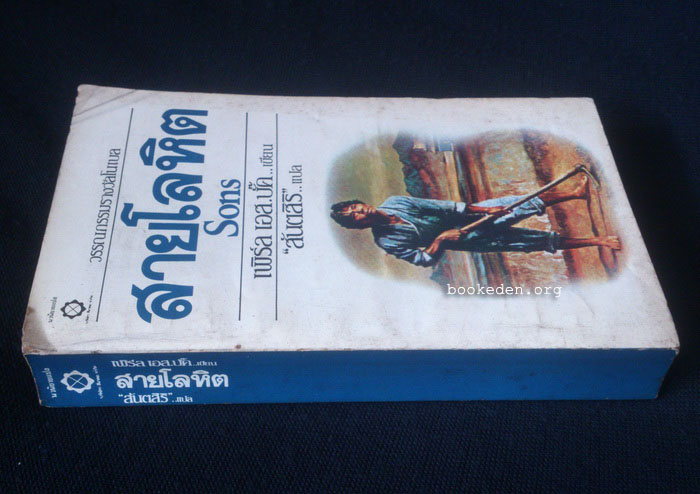 วรรณกรรมรางวัลโนเบล
สายโลหิต
Sons
เพิร์ล เอส.บั๊ค..เขียน
"สันตสิริ"..แปล
bookeden.org
เพิร์ล เอส.บั๊ค..เขียน
สายโลหิต
"สันตสิริ"..แปล